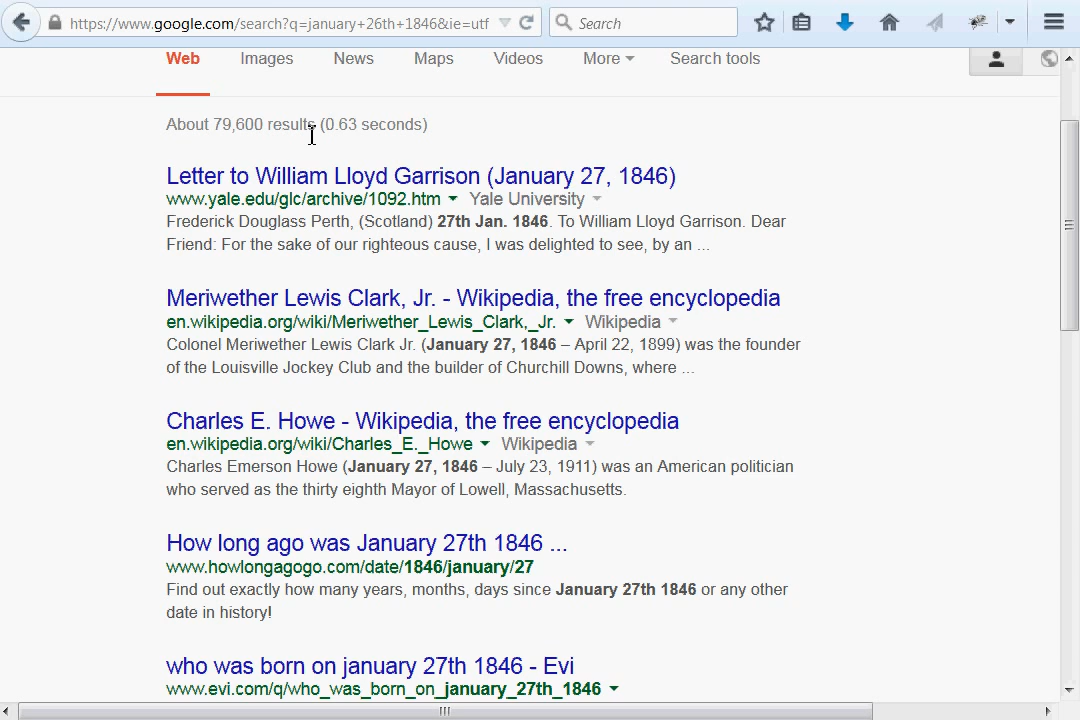 https://www.google.com/search?q=january+26th+1846&ie=utf
Search
Web Images News Maps Videos More Search tools
About 79,600 results (0.63 seconds)
Letter to William Lloyd Garrison (January 27, 1846)
www.yale.edu/glc/archive/1092.htm Yale University
Frederick Douglass Perth, (Scotland) 27th Jan. 1846. To William Lloyd Garrison. Dear
Friend: For the sake of our righteous cause, I was delighted to see, by an ...
Meriwether Lewis Clark, Jr. - Wikipedia, the free encyclopedia
en.wikipedia.org/wiki/Meriwether_Lewis_Clark,_Jr. Wikipedia
Colonel Meriwether Lewis Clark Jr. (January 27, 1846 – April 22, 1899) was the founder
of the Louisville Jockey Club and the builder of Churchill Downs, where ...
Charles E. Howe - Wikipedia, the free encyclopedia
en.wikipedia.org/wiki/Charles_E._Howe Wikipedia
Charles Emerson Howe (January 27, 1846 – July 23, 1911) was an American politician
who served as the thirty eighth Mayor of Lowell, Massachusetts.
How long ago was January 27th 1846 ...
www.howlongagogo.com/date/1846/january/27
Find out exactly how many years, months, days since January 27th 1846 or any other
date in history!
who was born on january 27th 1846 - Evi
www.evi.com/q/who_was_born_on_january_27th_1846